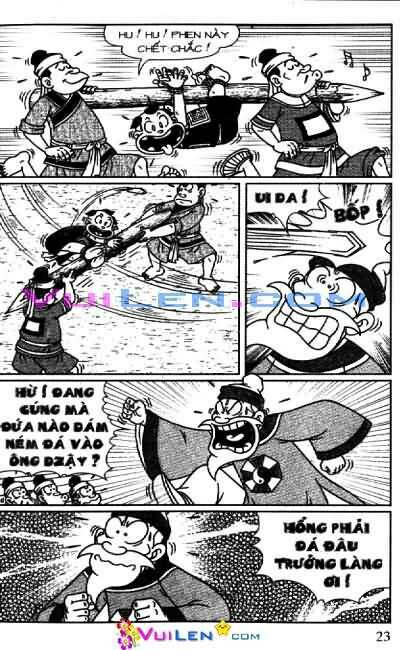 HU! HU! PHEN NÀY
CHẾT CHẮC!
UI DA!
BỐP!
VUILEN.COM
HỪ! ĐANG
CÚNG MÀ
ĐỨA NÀO DÁM
NÉM ĐÁ VÀO
ÔNG DZẬY?
HỔNG PHẢI
ĐÁ ĐÂU
TRƯỞNG LÀNG
ƠI!
23
VUILEN.COM